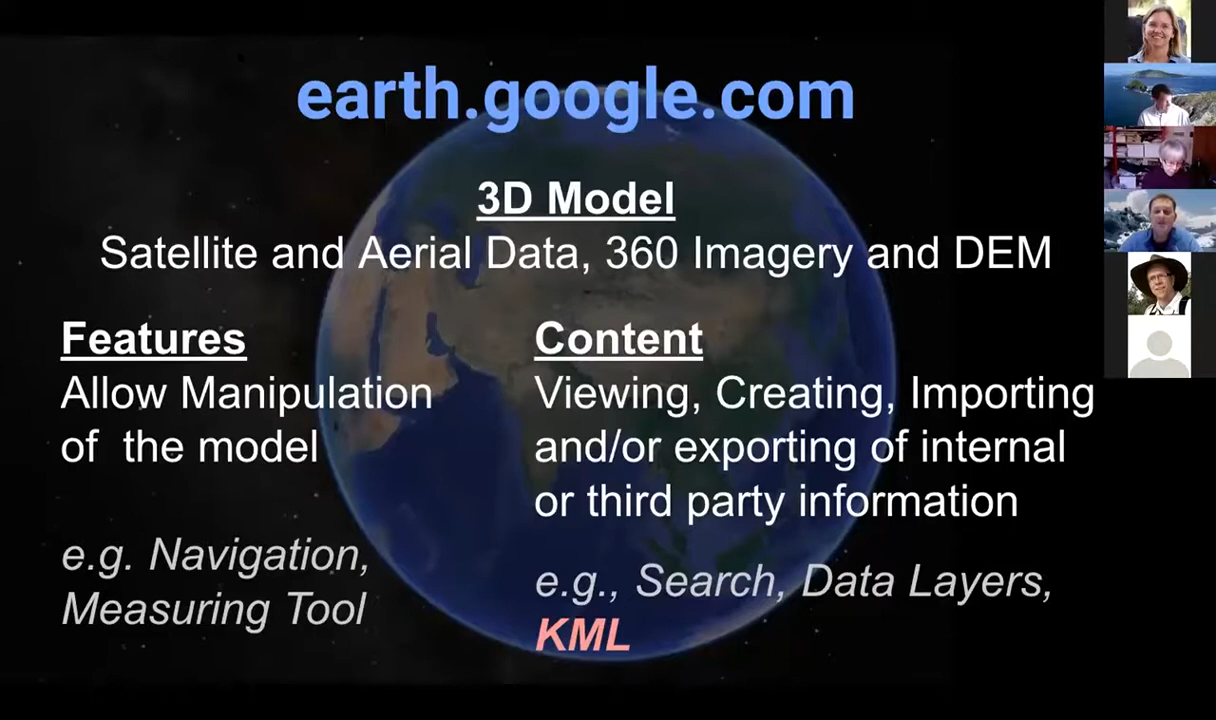 earth.google.com
3D Model
Satellite and Aerial Data, 360 Imagery and DEM
Features
Allow Manipulation
of the model
e.g. Navigation,
Measuring Tool
Content
Viewing, Creating, Importing
and/or exporting of internal
or third party information
e.g., Search, Data Layers,
KML